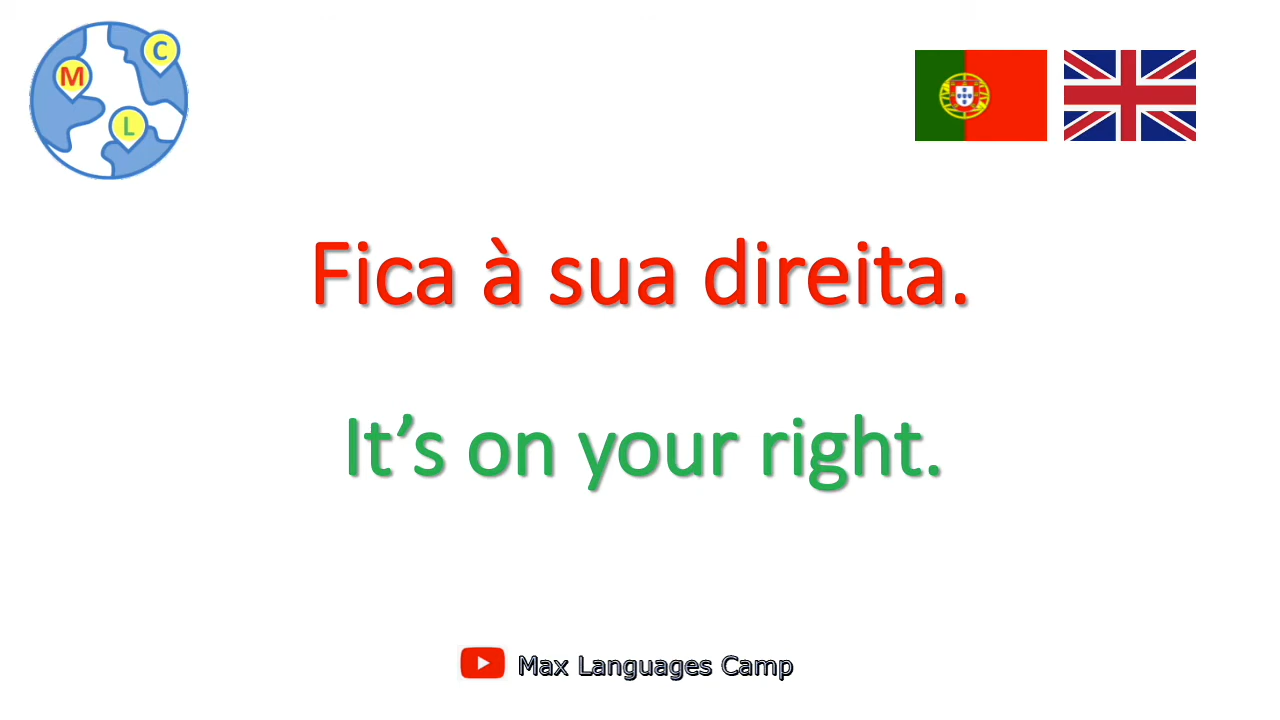 M
C
L
Fica à sua direita.
It’s on your right.
Max Languages Camp